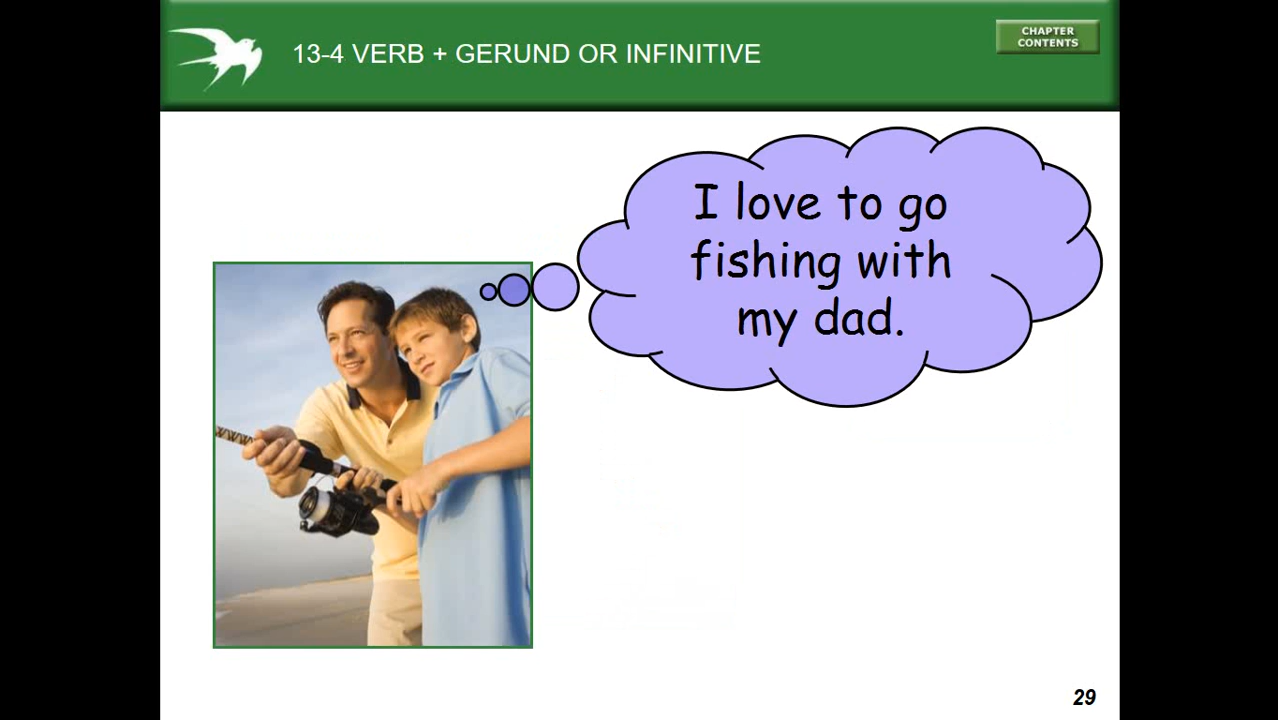 13-4 VERB + GERUND OR INFINITIVE
CHAPTER
CONTENTS
I love to go
fishing with
my dad.
29